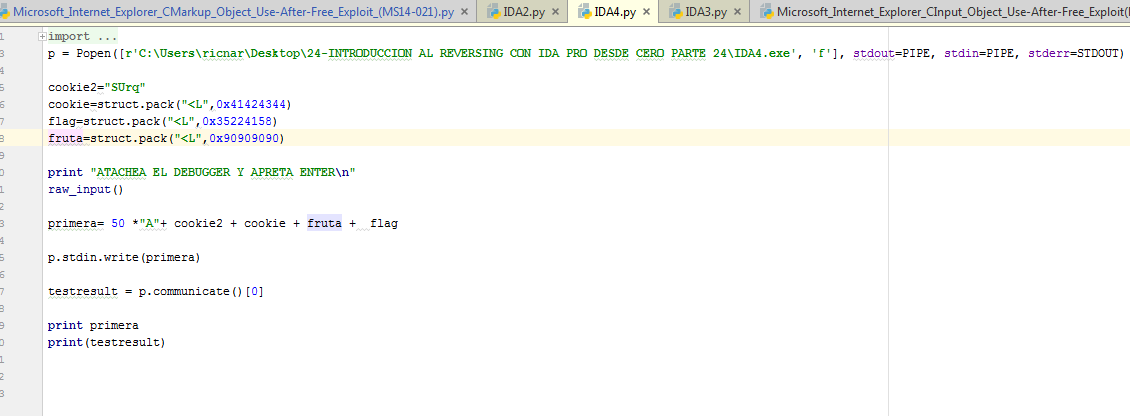 Microsoft_Internet_Explorer_CMarkup_Object_Use-After-Free_Exploit_(MS14-021).py × IDA2.py × IDA4.py × IDA3.py × Microsoft_Internet_Explorer_CInput_Object_Use-After-Free_Exploit(
import ...
p = Popen([r'C:\Users\ricnar\Desktop\24-INTRODUCCION AL REVERSING CON IDA PRO DESDE CERO PARTE 24\IDA4.exe', 'f'], stdout=PIPE, stdin=PIPE, stderr=STDOUT)
cookie2="SUrq"
cookie=struct.pack("<L",0x41424344)
flag=struct.pack("<L",0x35224158)
fruta=struct.pack("<L",0x90909090)
print "ATACHEA EL DEBUGGER Y APRETA ENTER\n"
raw_input()
primera= 50 *"A"+ cookie2 + cookie + fruta +  flag
p.stdin.write(primera)
testresult = p.communicate()[0]
print primera
print(testresult)